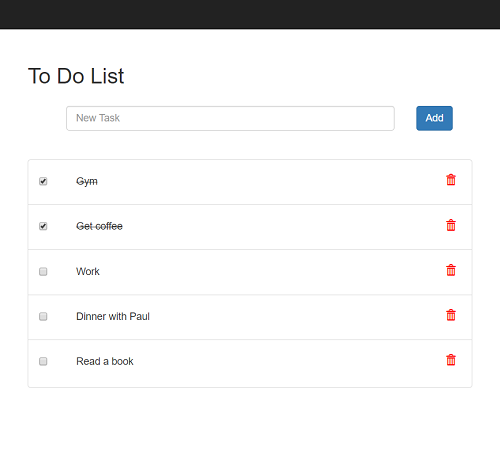 To Do List
New Task
Add
Gym
Get coffee
Work
Dinner with Paul
Read a book